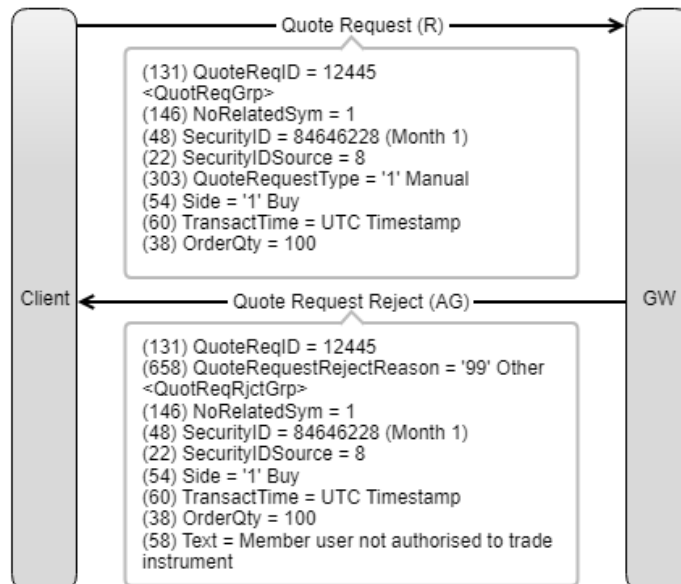 Quote Request (R)
(131) QuoteReqID = 12445
<QuotReqGrp>
(146) NoRelatedSym = 1
(48) SecurityID = 84646228 (Month 1)
(22) SecurityIDSource = 8
(303) QuoteRequestType = '1' Manual
(54) Side = '1' Buy
(60) TransactTime = UTC Timestamp
(38) OrderQty = 100
Client
Quote Request Reject (AG)
GW
(131) QuoteReqID = 12445
(658) QuoteRequestRejectReason = '99' Other
<QuotReqRjctGrp>
(146) NoRelatedSym = 1
(48) SecurityID = 84646228 (Month 1)
(22) SecurityIDSource = 8
(54) Side = '1' Buy
(60) TransactTime = UTC Timestamp
(38) OrderQty = 100
(58) Text = Member user not authorised to trade
instrument